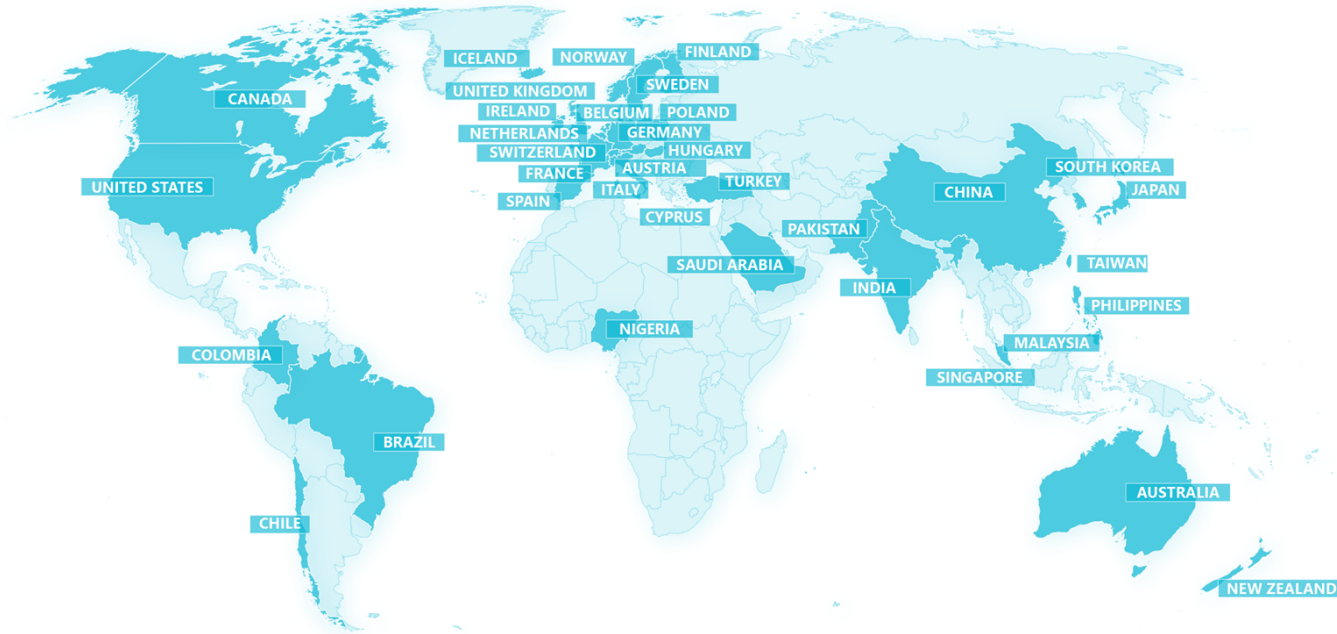 ICELAND
NORWAY
FINLAND
CANADA
UNITED KINGDOM
SWEDEN
IRELAND
BELGIUM
POLAND
NETHERLANDS
GERMANY
SWITZERLAND
HUNGARY
FRANCE
AUSTRIA
SOUTH KOREA
UNITED STATES
ITALY
TURKEY
CHINA
JAPAN
SPAIN
CYPRUS
PAKISTAN
SAUDI ARABIA
TAIWAN
INDIA
PHILIPPINES
NIGERIA
MALAYSIA
COLOMBIA
SINGAPORE
BRAZIL
AUSTRALIA
CHILE
NEW ZEALAND